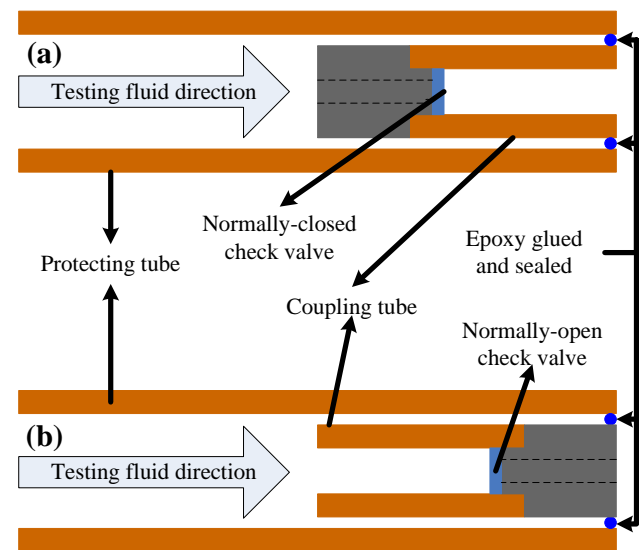 (a)
Testing fluid direction
Normally-closed
check valve
Epoxy glued
and sealed
Protecting tube
Coupling tube
Normally-open
check valve
(b)
Testing fluid direction